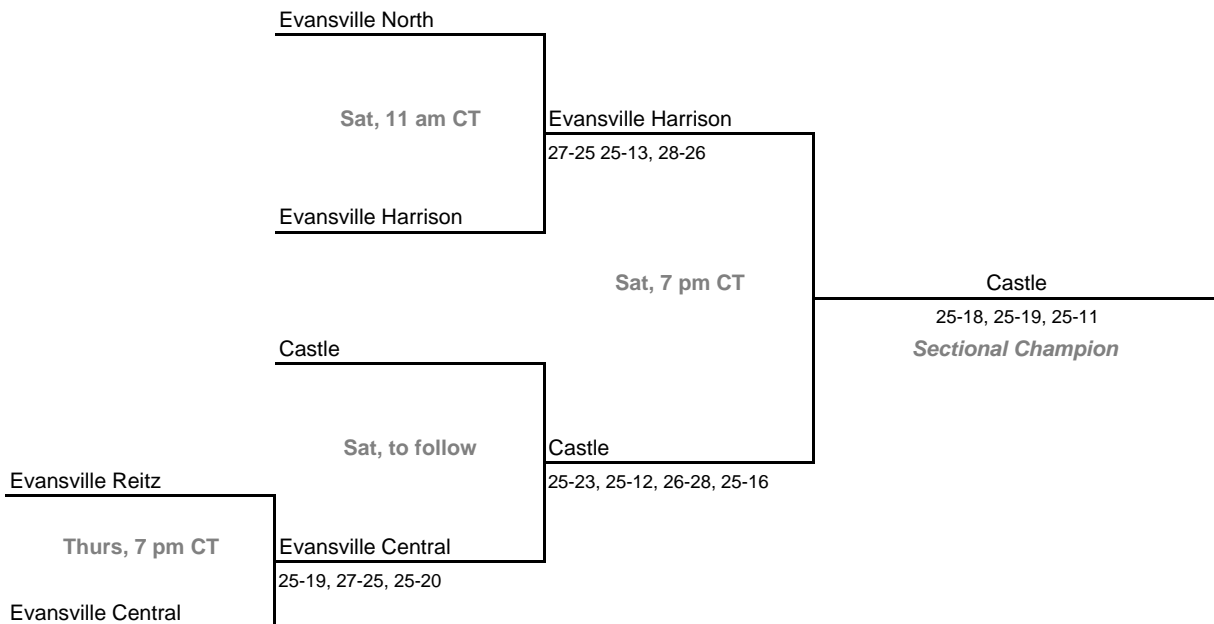 Evansville North
Sat, 11 am CT
Evansville Harrison
27-25 25-13, 28-26
Evansville Harrison
Sat, 7 pm CT
Castle
25-18, 25-19, 25-11
Castle
Sectional Champion
Sat, to follow
Castle
Evansville Reitz
25-23, 25-12, 26-28, 25-16
Thurs, 7 pm CT
Evansville Central
25-19, 27-25, 25-20
Evansville Central